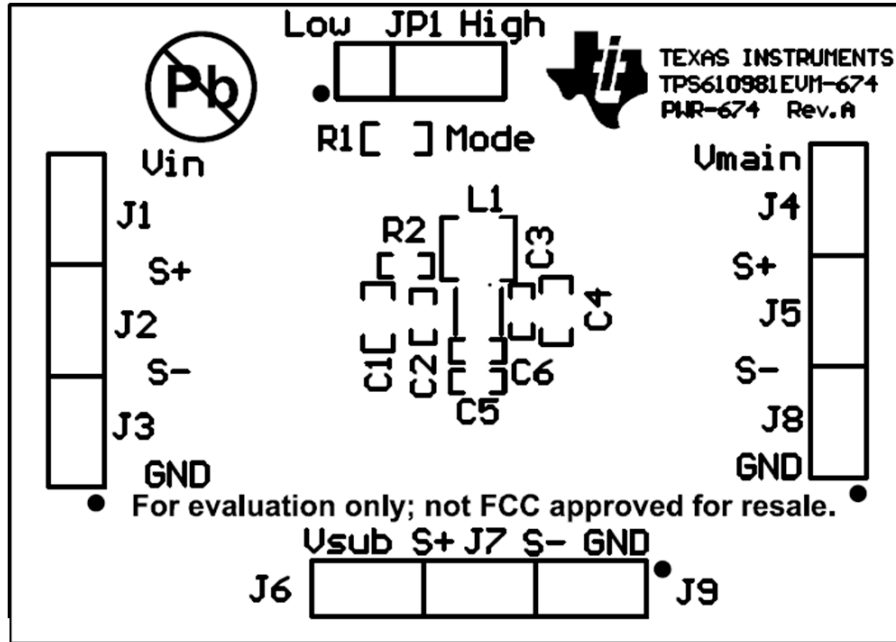 Low JP1 High
Pb
TEXAS INSTRUMENTS
TPS610981EVM-674
PWR-674 Rev.A
R1 Mode
Vin
Vmain
J1
J4
L1
R2
C3
S+
S+
J2
J5
C4
C1
C2
C6
S-
S-
C5
J3
J8
GND
GND
For evaluation only; not FCC approved for resale.
Vsub S+ J7 S- GND
J6
J9